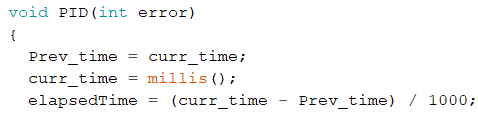 void PID(int error)
{
  Prev_time = curr_time;
  curr_time = millis();
  elapsedTime = (curr_time - Prev_time) / 1000;